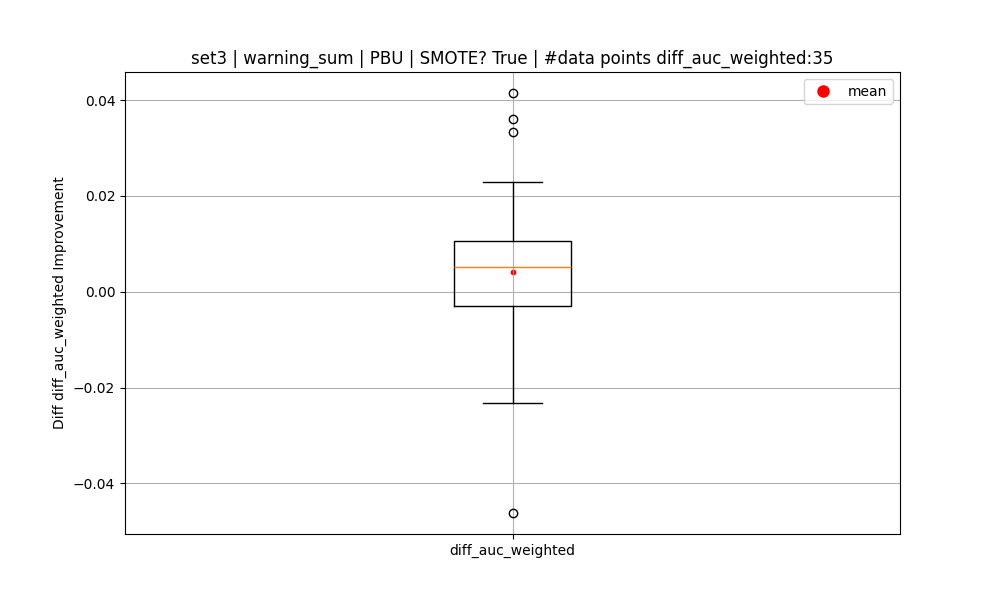 set3 | warning_sum | PBU | SMOTE? True | #data points diff_auc_weighted:35
mean
Diff diff_auc_weighted Improvement
0.04
0.02
0.00
−0.02
−0.04
diff_auc_weighted